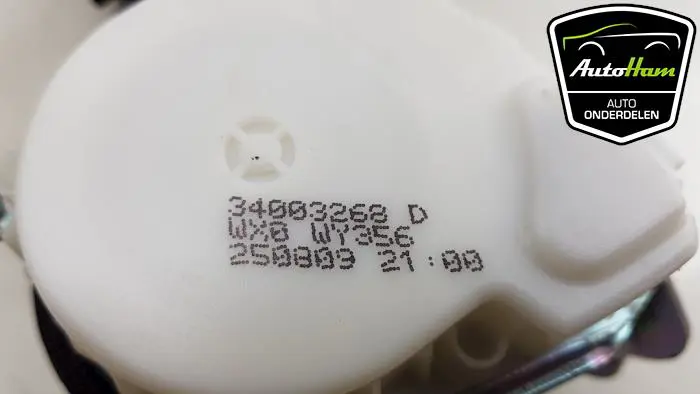 AutoHam
AUTO
ONDERDELEN
34003268 D
WX0 WY356
250809 21:00